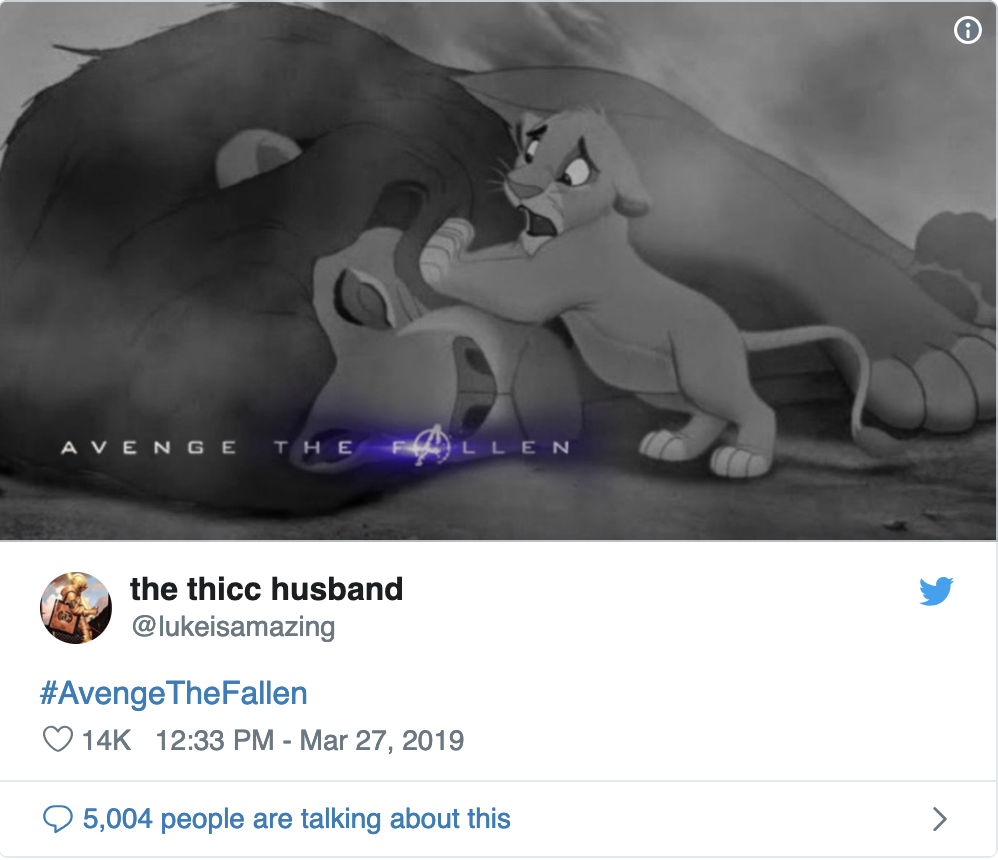 AVENGE THE FALLEN
the thicc husband
@lukeisamazing
#AvengeTheFallen
14K 12:33 PM - Mar 27, 2019
5,004 people are talking about this